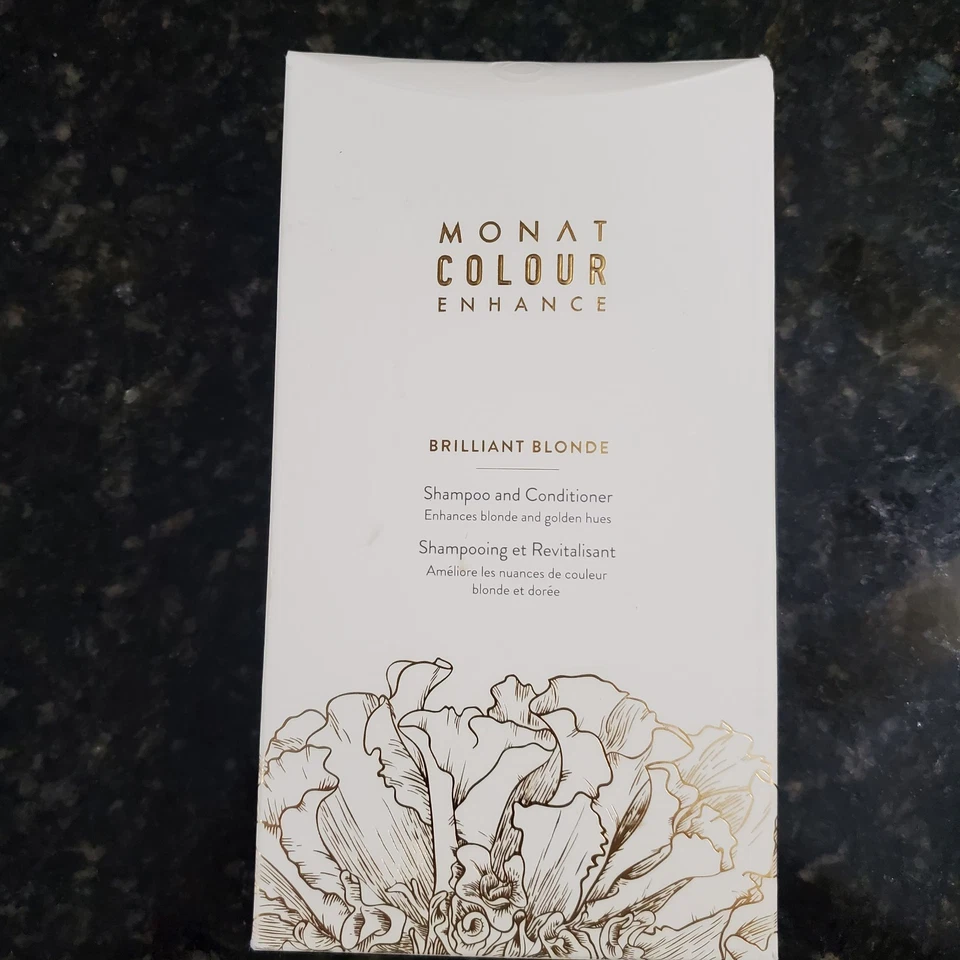 MONAT
COLOUR
ENHANCE
BRILLIANT BLONDE
Shampoo and Conditioner
Enhances blonde and golden hues
Shampooing et Revitalisant
Améliore les nuances de couleur
blonde et dorée